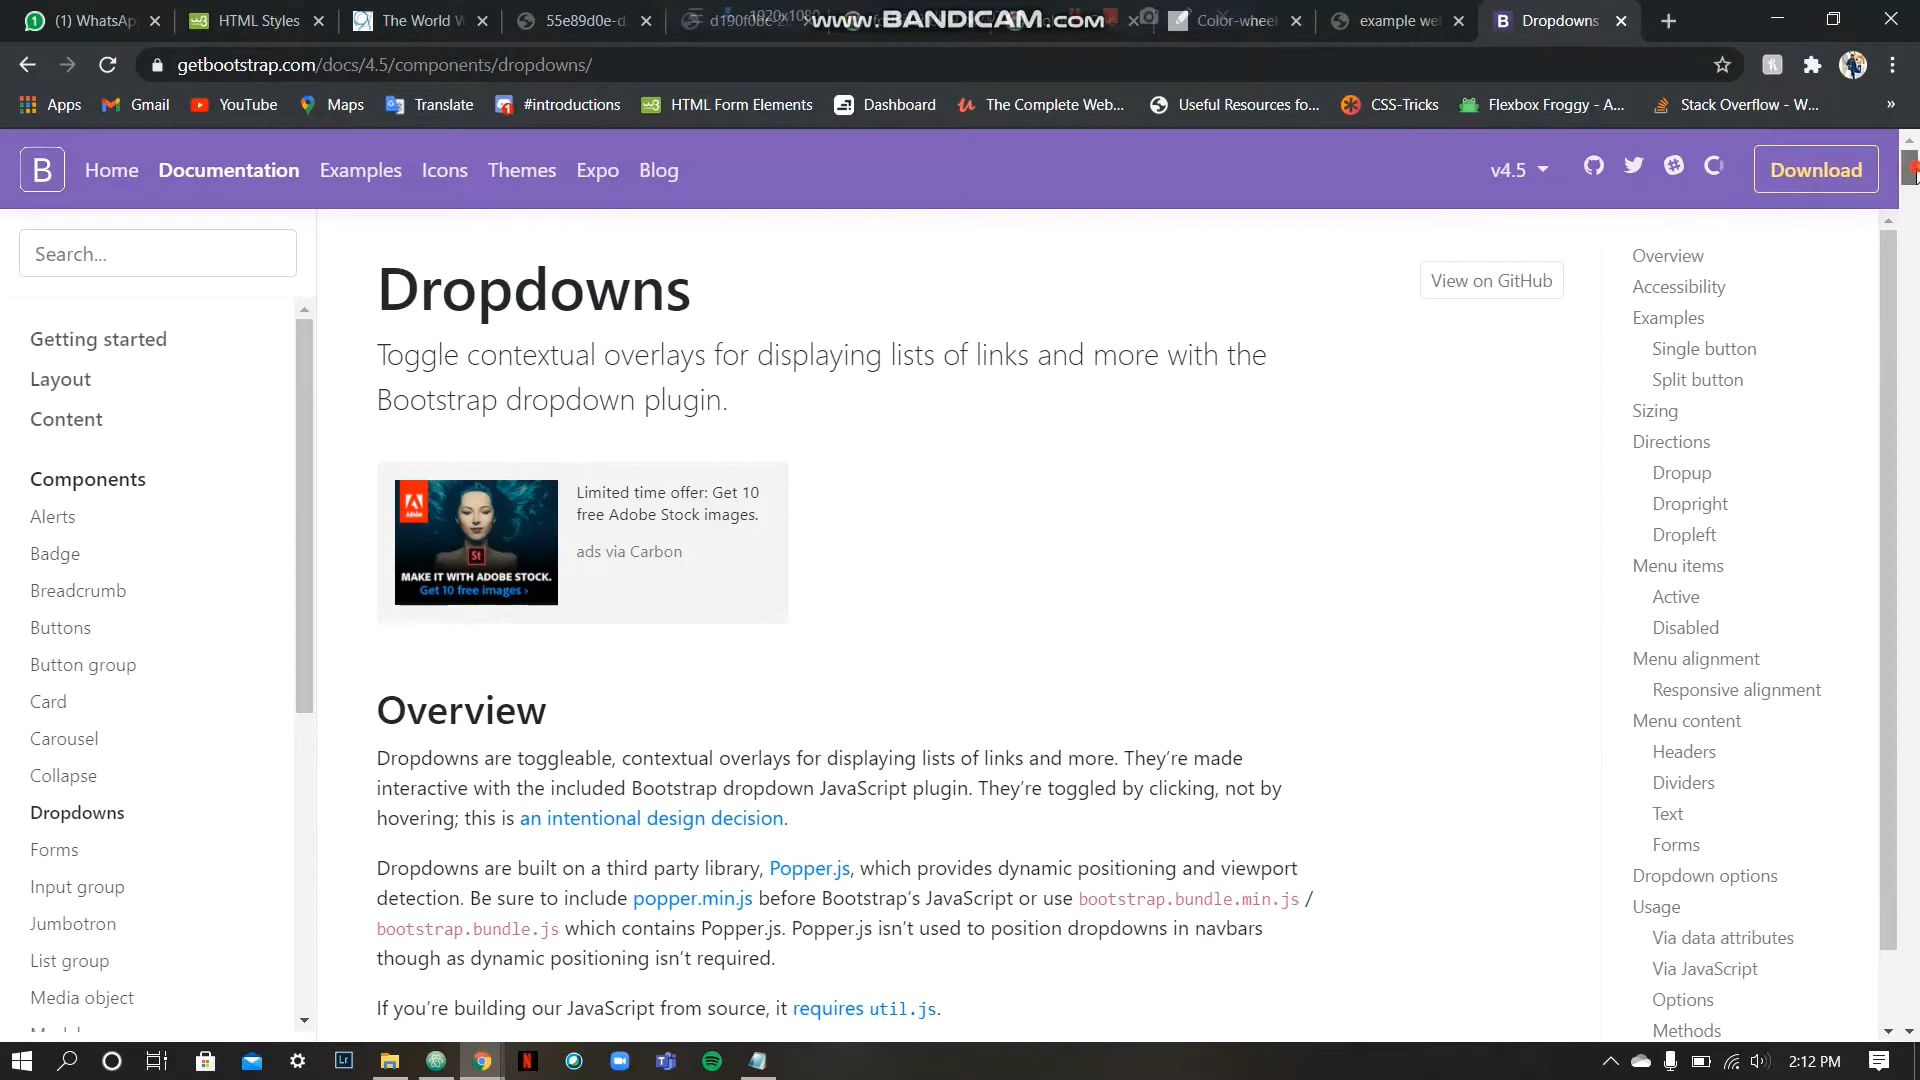 (1) WhatsAp
HTML Styles
The World W
55e89d0e-d
d190f08e-2
1920x1080
www.BANDICAM.com
Color-wheel
example we
B Dropdowns
getbootstrap.com/docs/4.5/components/dropdowns/
Apps
Gmail
YouTube
Maps
Translate
#introductions
HTML Form Elements
Dashboard
The Complete Web...
Useful Resources fo...
CSS-Tricks
Flexbox Froggy - A...
Stack Overflow - W...
»
B Home Documentation Examples Icons Themes Expo Blog
v4.5
Download
Search...
Getting started
Layout
Content
Components
Alerts
Badge
Breadcrumb
Buttons
Button group
Card
Carousel
Collapse
Dropdowns
Forms
Input group
Jumbotron
List group
Media object
Dropdowns
View on GitHub
Toggle contextual overlays for displaying lists of links and more with the
Bootstrap dropdown plugin.
Adobe
St
MAKE IT WITH ADOBE STOCK.
Get 10 free images ›
Limited time offer: Get 10
free Adobe Stock images.
ads via Carbon
Overview
Dropdowns are toggleable, contextual overlays for displaying lists of links and more. They’re made
interactive with the included Bootstrap dropdown JavaScript plugin. They’re toggled by clicking, not by
hovering; this is an intentional design decision.
Dropdowns are built on a third party library, Popper.js, which provides dynamic positioning and viewport
detection. Be sure to include popper.min.js before Bootstrap’s JavaScript or use bootstrap.bundle.min.js /
bootstrap.bundle.js which contains Popper.js. Popper.js isn’t used to position dropdowns in navbars
though as dynamic positioning isn’t required.
If you’re building our JavaScript from source, it requires util.js.
Overview
Accessibility
Examples
Single button
Split button
Sizing
Directions
Dropup
Dropright
Dropleft
Menu items
Active
Disabled
Menu alignment
Responsive alignment
Menu content
Headers
Dividers
Text
Forms
Dropdown options
Usage
Via data attributes
Via JavaScript
Options
Methods
Lr
N
2:12 PM